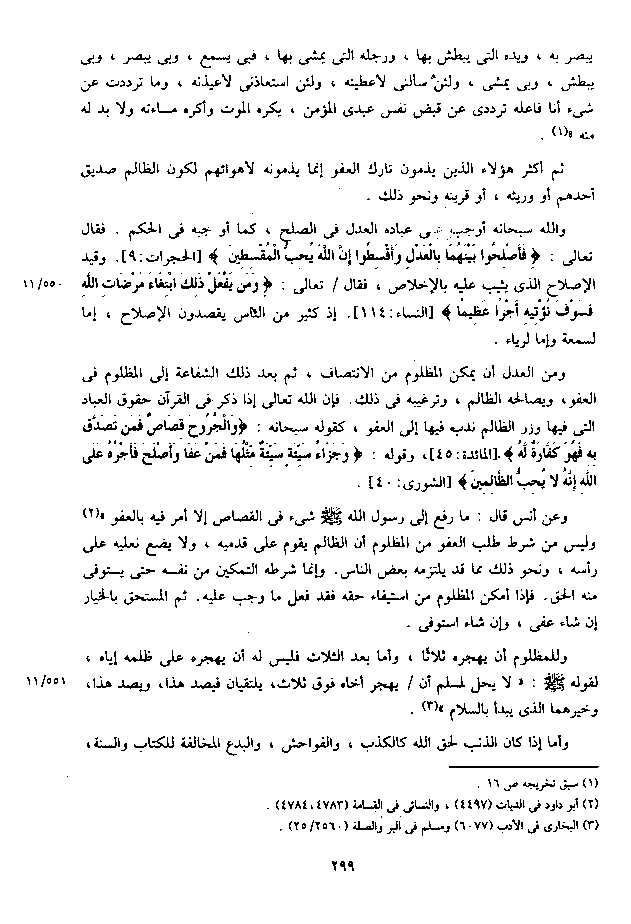 يبصر به ، ويده التى يبطش بها ، ورجله التى يمشى بها ، فبى يسمع ، وبى يبصر ، وبى
يبطش ، وبى يمشى ، ولئن سألنى لأعطينه ، ولئن استعاذنى لأعيذنه ، وما ترددت عن
شىء أنا فاعله ترددى عن قبض نفس عبدى المؤمن ، يكره الموت وأكره مساءته ولا بد له
منه »(١) .
ثم أكثر هؤلاء الذين يذمون تارك العفو إنما يذمونه لأهوائهم لكون الظالم صديق
أحدهم أو وريثه ، أو قرينه ونحو ذلك .
والله سبحانه أوجب على عباده العدل فى الصلح ، كما أو جبه فى الحكم . فقال
تعالى : ﴿ فَأَصْلِحُوا بَيْنَهُمَا بِالْعَدْلِ وَأَقْسِطُوا إِنَّ اللَّهَ يُحِبُّ الْمُقْسِطِينَ ﴾ [الحجرات : ٩]. وقيد
١١/٥٥٠ الإصلاح الذى يثيب عليه بالإخلاص ، فقال / تعالى : ﴿ وَمَن يَفْعَلْ ذَلِكَ ابْتِغَاءَ مَرْضَاتِ اللَّهِ
فَسَوْفَ نُؤْتِيهِ أَجْرًا عَظِيمًا ﴾ [النساء : ١١٤]. إذ كثير من الناس يقصدون الإصلاح ، إما
لسمعة وإما لرياء .
ومن العدل أن يمكن المظلوم من الانتصاف ، ثم بعد ذلك الشفاعة إلى المظلوم فى
العفو، ويصالحه الظالم ، وترغيبه فى ذلك. فإن الله تعالى إذا ذكر فى القرآن حقوق العباد
التى فيها وزر الظالم ندب فيها إلى العفو ، كقوله سبحانه : ﴿وَالْجُرُوحَ قِصَاصٌ فَمَن تَصَدَّقَ
بِهِ فَهُوَ كَفَّارَةٌ لَّهُ ﴾ [المائدة : ٤٥]، وقوله : ﴿ وَجَزَاءُ سَيِّئَةٍ سَيِّئَةٌ مِّثْلُهَا فَمَنْ عَفَا وَأَصْلَحَ فَأَجْرُهُ عَلَى
اللَّهِ إِنَّهُ لا يُحِبُّ الظَّالِمِينَ ﴾ [الشورى : ٤٠] .
وعن أنس قال : ما رفع إلى رسول الله ﷺ شىء فى القصاص إلا أمر فيه بالعفو »(٢)
وليس من شرط طلب العفو من المظلوم أن الظالم يقوم على قدميه ، ولا يضع نعليه على
رأسه ، ونحو ذلك مما قد يلتزمه بعض الناس. وإنما شرطه التمكين من نفسه حتى يستوفى
منه الحق. فإذا أمكن المظلوم من استيفاء حقه فقد فعل ما وجب عليه. ثم المستحق بالخيار
إن شاء عفى ، وإن شاء استوفى .
وللمظلوم أن يهجره ثلاثًا ، وأما بعد الثلاث فليس له أن يهجره على ظلمه إياه ،
١١/٥٥١ لقوله ﷺ : « لا يحل لمسلم أن / يهجر أخاه فوق ثلاث، يلتقيان فيصد هذا، ويصد هذا،
وخيرهما الذى يبدأ بالسلام »(٣) .
وأما إذا كان الذنب لحق الله كالكذب ، والفواحش ، والبدع المخالفة للكتاب والسنة،
(١) سبق تخريجه ص ١٦ .
(٢) أبو داود فى الديات (٤٤٩٧) ، والنسائى فى القسامة (٤٧٨٣، ٤٧٨٤) .
(٣) البخارى فى الأدب (٦٠٧٧) ومسلم فى البر والصلة (٢٥/٢٥٦٠) .
٢٩٩